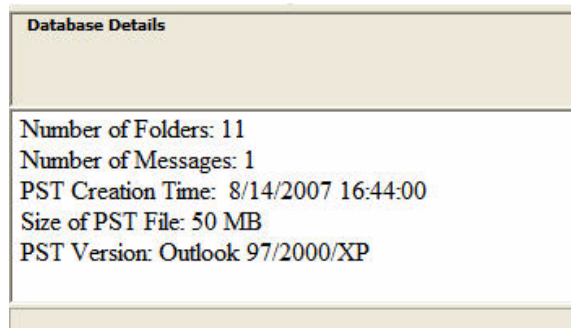 Database Details
Number of Folders: 11
Number of Messages: 1
PST Creation Time:  8/14/2007 16:44:00
Size of PST File: 50 MB
PST Version: Outlook 97/2000/XP